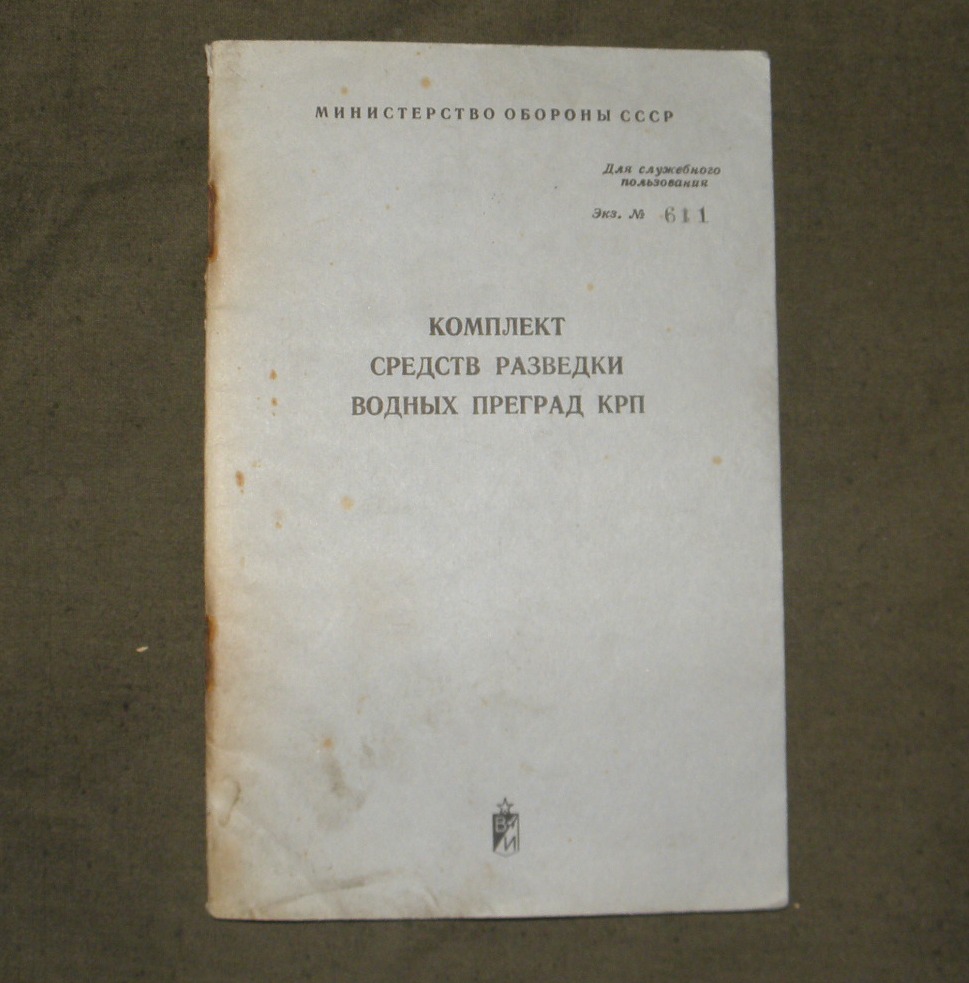 МИНИСТЕРСТВО ОБОРОНЫ СССР
Для служебного
пользования
Экз. № 611
КОМПЛЕКТ
СРЕДСТВ РАЗВЕДКИ
ВОДНЫХ ПРЕГРАД КРП
В
И